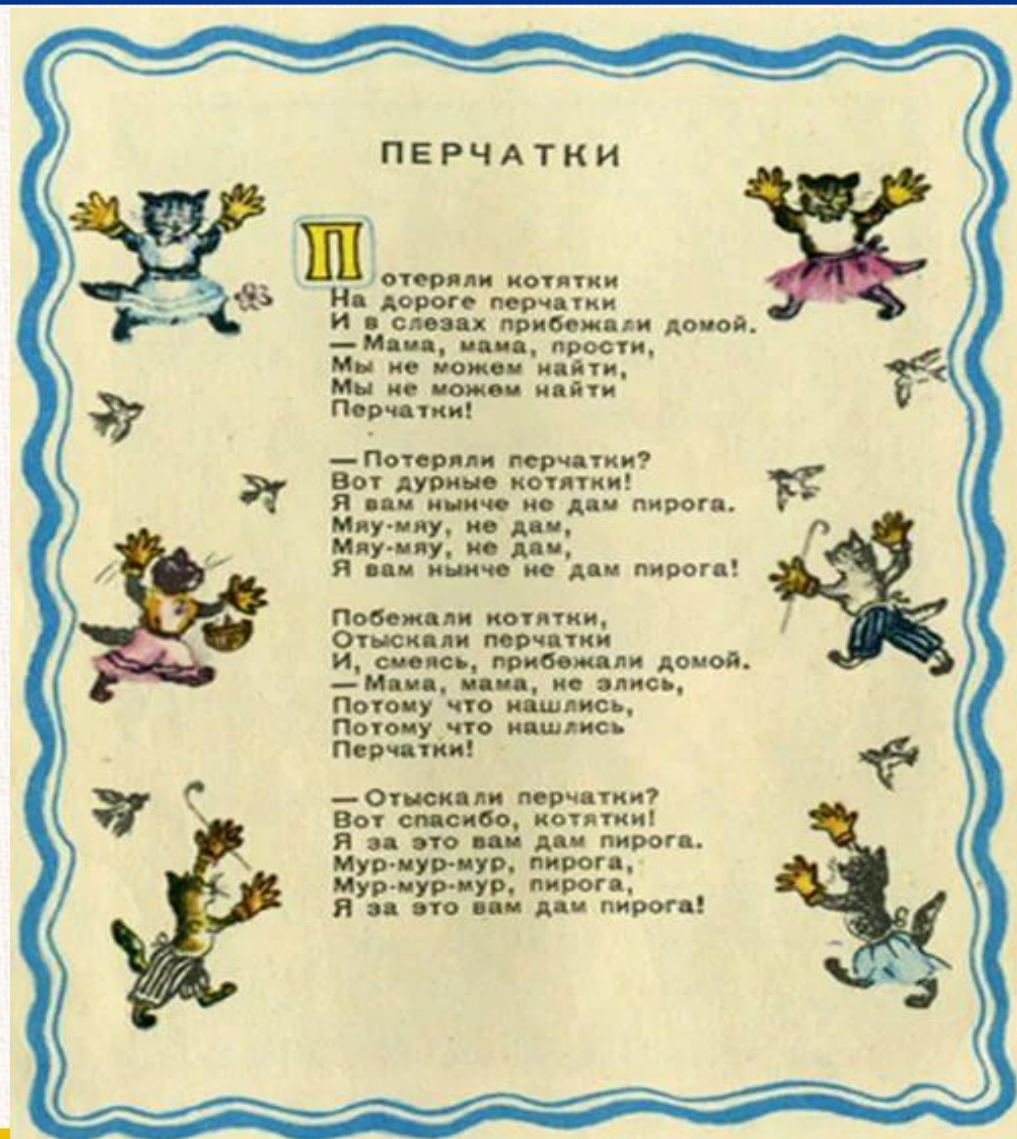 ПЕРЧАТКИ
Потеряли котятки
На дороге перчатки
И в слезах прибежали домой.
— Мама, мама, прости,
Мы не можем найти,
Мы не можем найти
Перчатки!
— Потеряли перчатки?
Вот дурные котятки!
Я вам нынче не дам пирога.
Мяу-мяу, не дам,
Мяу-мяу, не дам,
Я вам нынче не дам пирога!
Побежали котятки,
Отыскали перчатки
И, смеясь, прибежали домой.
— Мама, мама, не злись,
Потому что нашлись,
Потому что нашлись
Перчатки!
— Отыскали перчатки?
Вот спасибо, котятки!
Я за это вам дам пирога.
Мур-мур-мур, пирога,
Мур-мур-мур, пирога,
Я за это вам дам пирога!